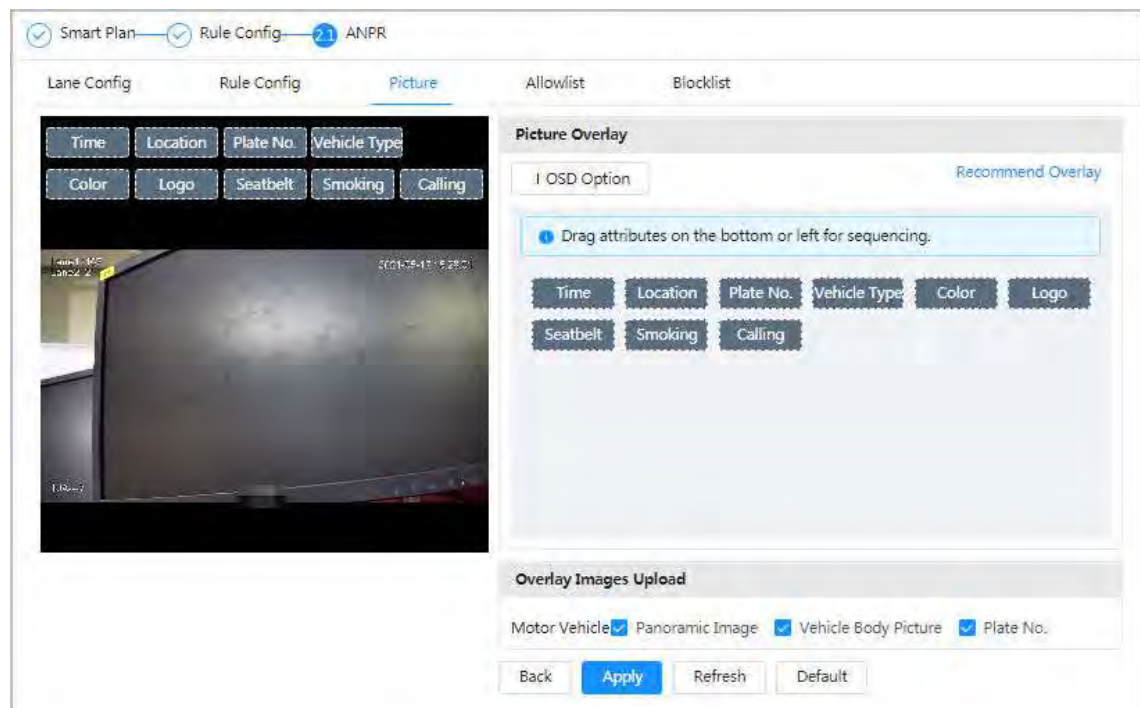 Smart Plan Rule Config 2.1 ANPR
Lane Config Rule Config Picture Allowlist Blocklist
Time Location Plate No. Vehicle Type
Color Logo Seatbelt Smoking Calling
Picture Overlay
I OSD Option Recommend Overlay
Drag attributes on the bottom or left for sequencing.
Time Location Plate No. Vehicle Type Color Logo
Seatbelt Smoking Calling
Overlay Images Upload
Motor Vehicle Panoramic Image Vehicle Body Picture Plate No.
Back Apply Refresh Default